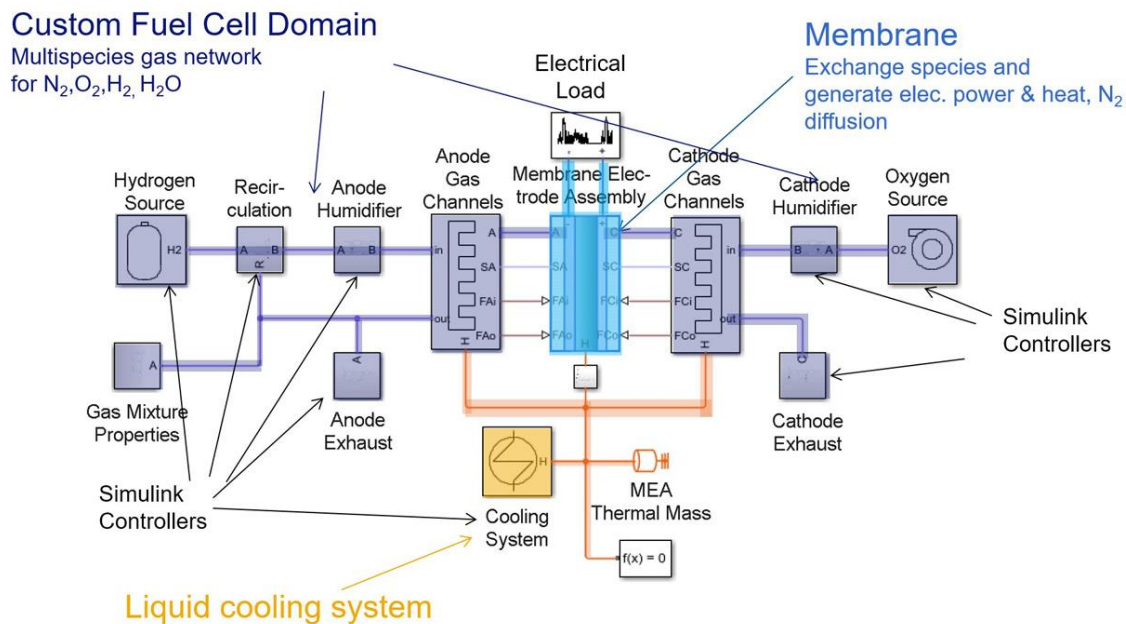 Custom Fuel Cell Domain
Multispecies gas network
for N₂,O₂,H₂, H₂O
Membrane
Exchange species and
generate elec. power & heat, N₂
diffusion
Electrical
Load
- +
Hydrogen
Source
H2
Recir-
culation
A B
R
Anode
Humidifier
A B
Anode
Gas
Channels
in
out
A
SA
FAi
FAo
H
Membrane Elec-
trode Assembly
- +
A C
SA SC
FAi FCi
FAo FCo
H
Cathode
Gas
Channels
C
SC
FCi
FCo
in
out
H
Cathode
Humidifier
B A
Oxygen
Source
O2
Simulink
Controllers
A
Gas Mixture
Properties
A
Anode
Exhaust
C
Cathode
Exhaust
Simulink
Controllers
H
Cooling
System
MEA
Thermal Mass
f(x) = 0
Liquid cooling system